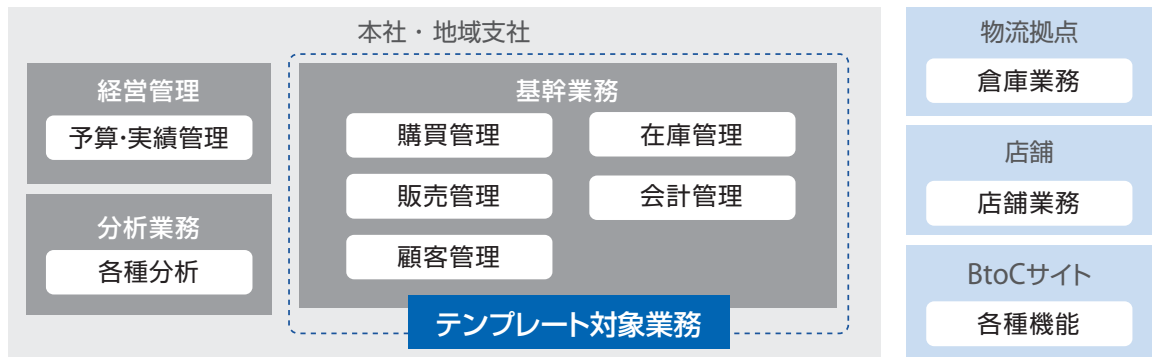 本社・地域支社
経営管理
予算・実績管理
分析業務
各種分析
基幹業務
購買管理
在庫管理
販売管理
会計管理
顧客管理
テンプレート対象業務
物流拠点
倉庫業務
店舗
店舗業務
BtoCサイト
各種機能